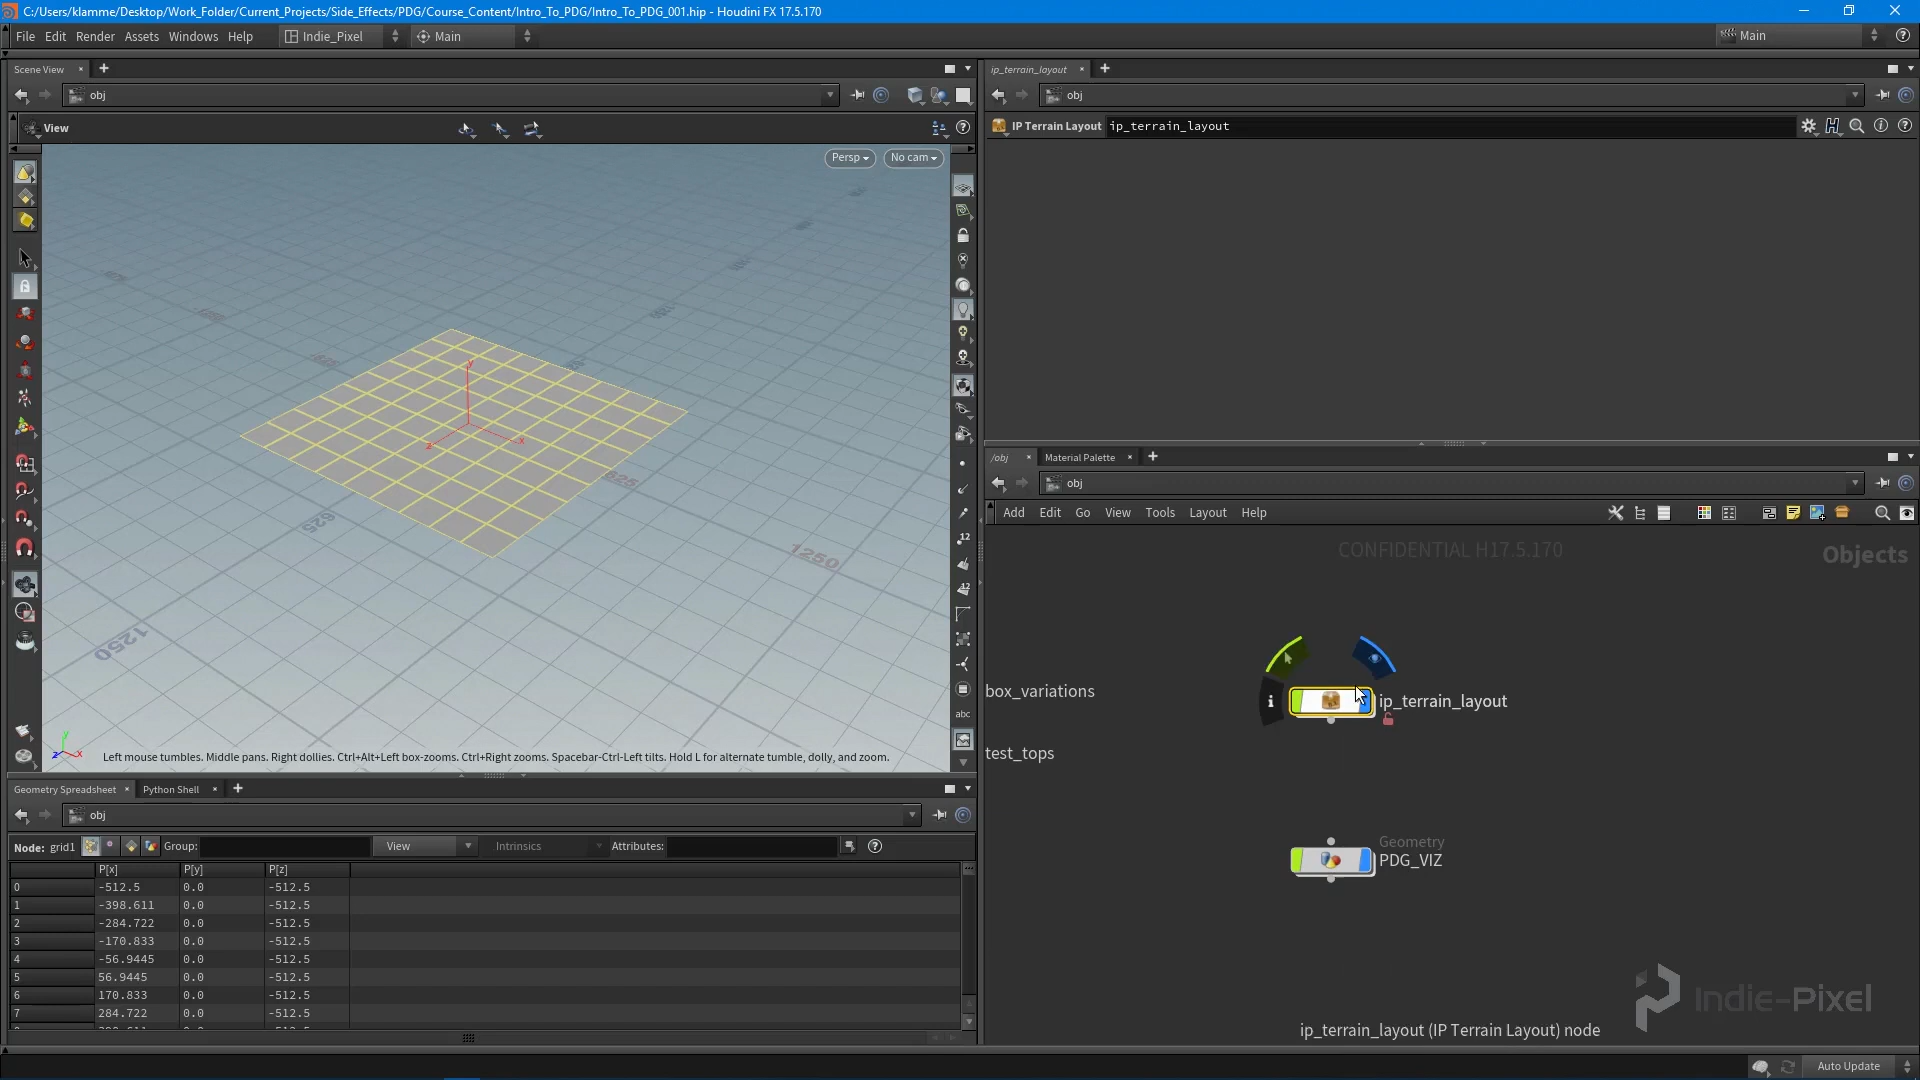 C:/Users/klamme/Desktop/Work_Folder/Current_Projects/Side_Effects/PDG/Course_Content/Intro_To_PDG/Intro_To_PDG_001.hip - Houdini FX 17.5.170
File Edit Render Assets Windows Help Indie_Pixel Main Main
Scene View
obj
View
Persp No cam
625
1250
625
1250
y
x
z
y
z x
Left mouse tumbles. Middle pans. Right dollies. Ctrl+Alt+Left box-zooms. Ctrl+Right zooms. Spacebar-Ctrl-Left tilts. Hold L for alternate tumble, dolly, and zoom.
12
12
abc
Geometry Spreadsheet Python Shell
obj
Node: grid1 Group: View Intrinsics Attributes:
P[x] P[y] P[z]
0 -512.5 0.0 -512.5
1 -398.611 0.0 -512.5
2 -284.722 0.0 -512.5
3 -170.833 0.0 -512.5
4 -56.9445 0.0 -512.5
5 56.9445 0.0 -512.5
6 170.833 0.0 -512.5
7 284.722 0.0 -512.5
ip_terrain_layout
obj
IP Terrain Layout ip_terrain_layout
/obj Material Palette
obj
Add Edit Go View Tools Layout Help
CONFIDENTIAL H17.5.170
Objects
box_variations
ip_terrain_layout
test_tops
Geometry
PDG_VIZ
Indie-Pixel
ip_terrain_layout (IP Terrain Layout) node
Auto Update